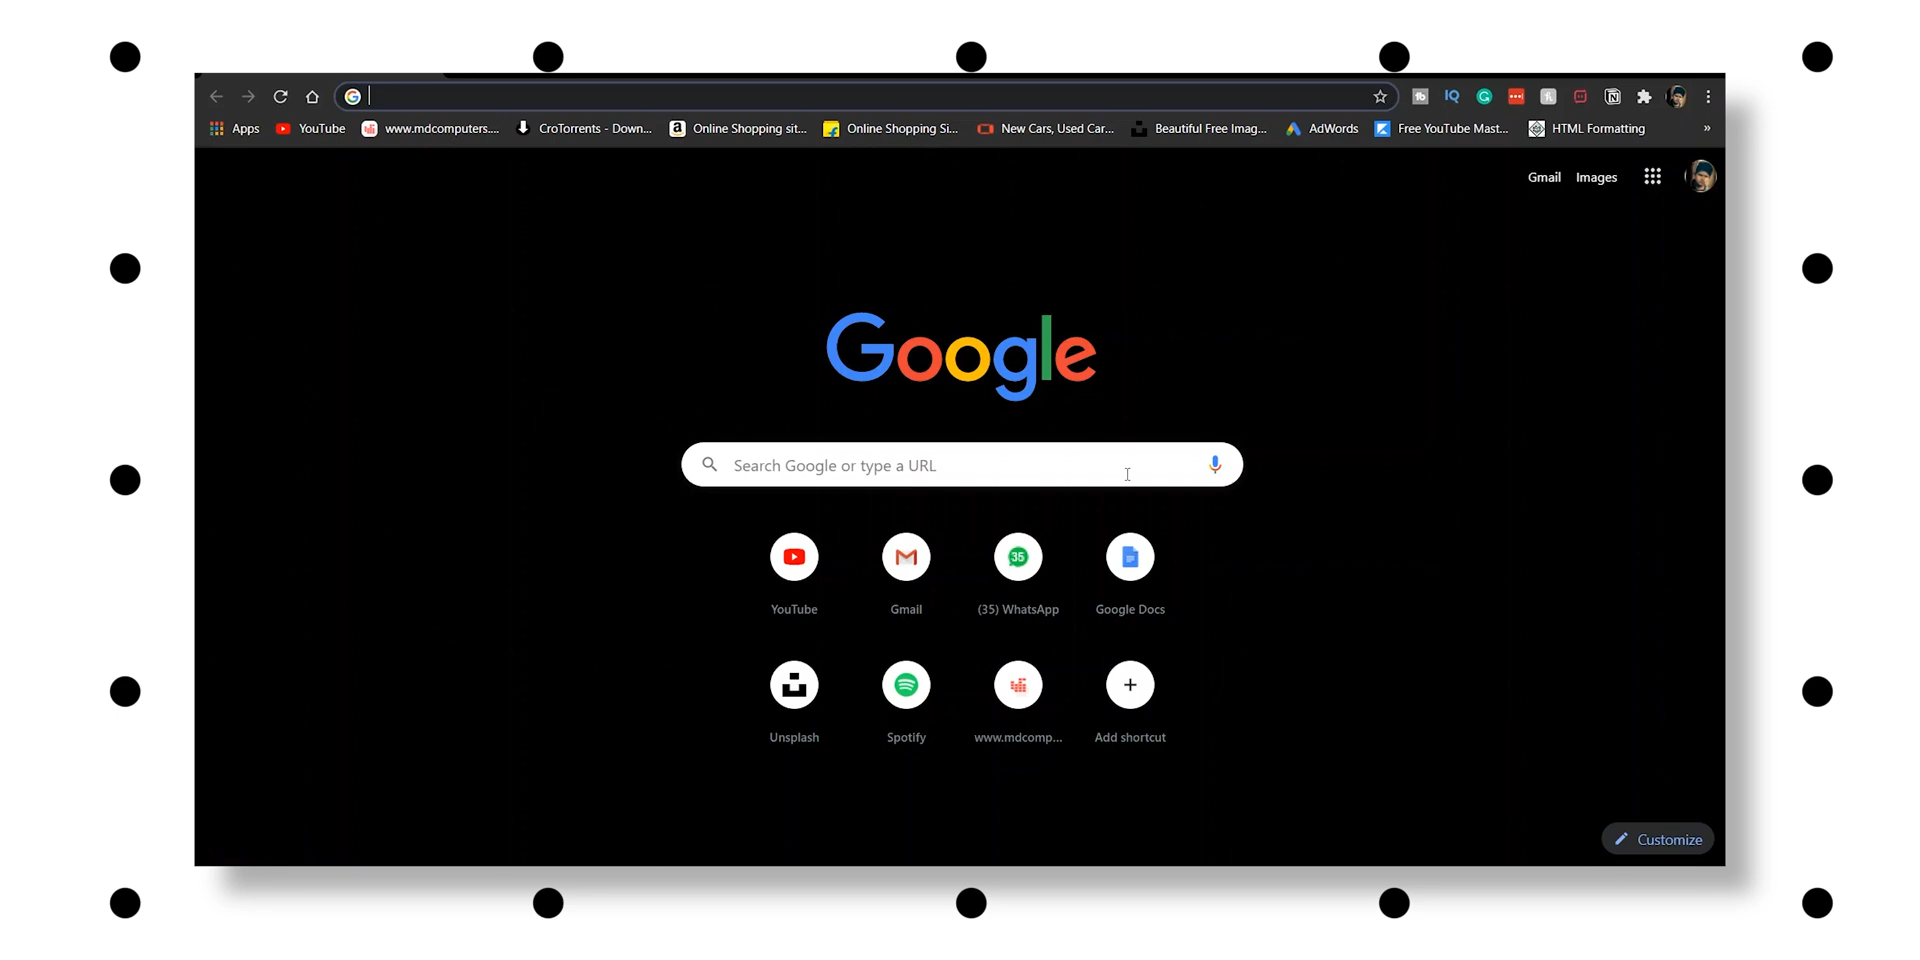 Apps YouTube www.mdcomputers.... CroTorrents - Down... Online Shopping sit... Online Shopping Si... New Cars, Used Car... Beautiful Free Imag... AdWords Free YouTube Mast... HTML Formatting »
Gmail Images
Google
Search Google or type a URL
35
YouTube Gmail (35) WhatsApp Google Docs
Unsplash Spotify www.mdcomp... Add shortcut
Customize